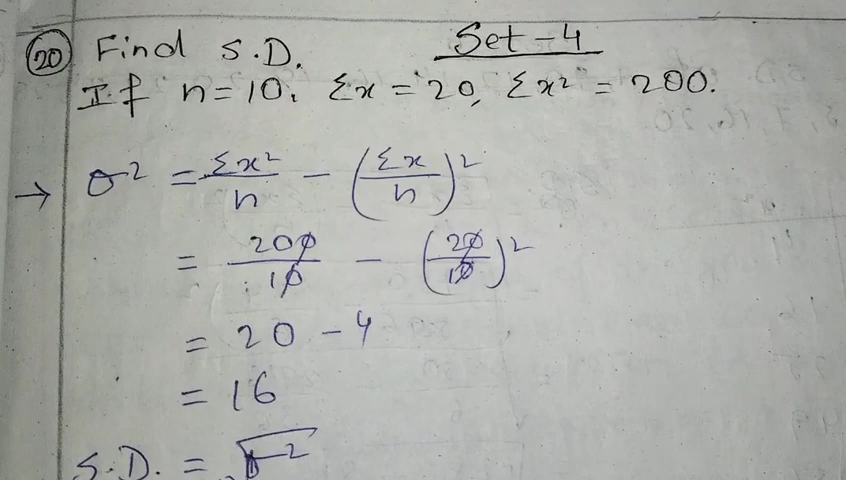 Set-4
(20) Find S.D.
If n=10, Σx = 20, Σx² = 200.
→ σ² = Σx²/n − (Σx/n)²
= 200/10 − (20/10)²
= 20 − 4
= 16
S.D. = √σ²